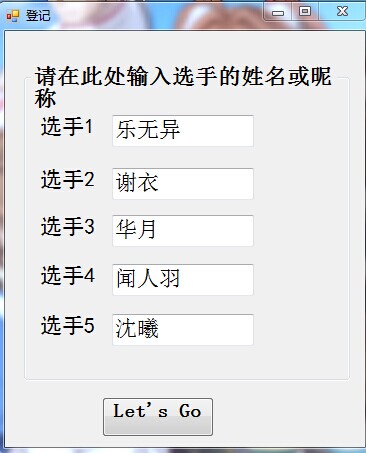 登记
请在此处输入选手的姓名或昵
称
选手1 乐无异
选手2 谢衣
选手3 华月
选手4 闻人羽
选手5 沈曦
Let's Go